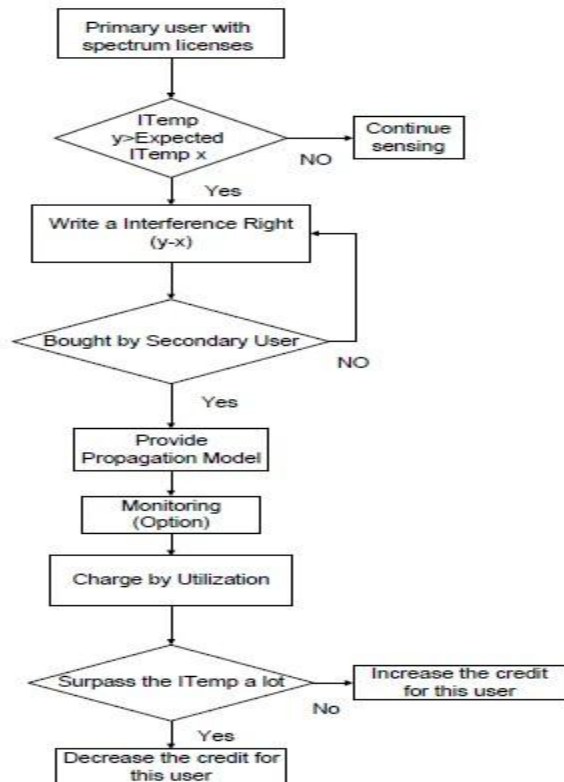 Primary user with
spectrum licenses
ITemp
y>Expected
ITemp x
NO
Continue
sensing
Yes
Write a Interference Right
(y-x)
Bought by Secondary User
NO
Yes
Provide
Propagation Model
Monitoring
(Option)
Charge by Utilization
Surpass the ITemp a lot
No
Increase the credit
for this user
Yes
Decrease the credit for
this user